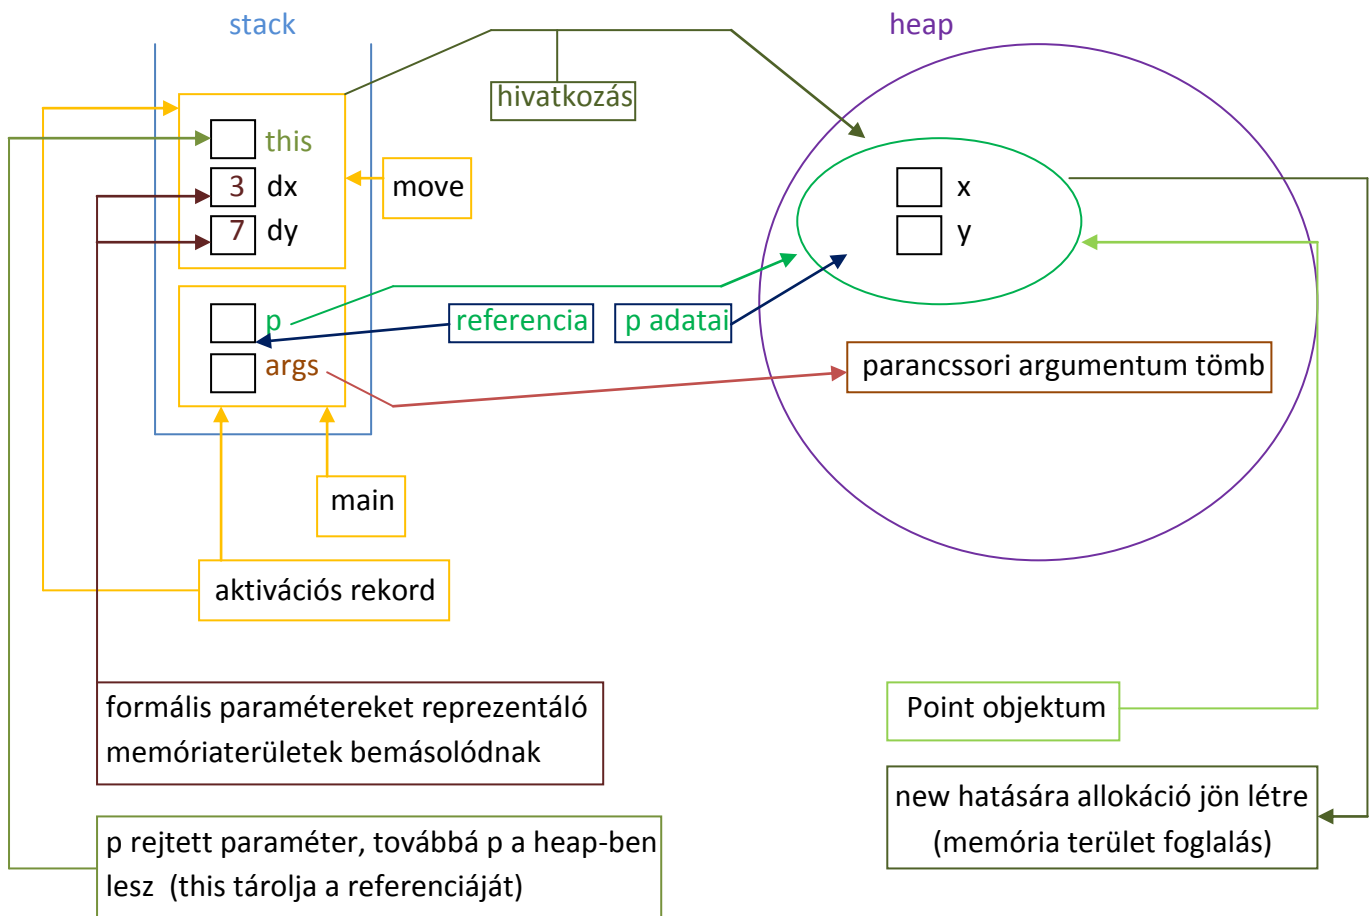 stack
heap
hivatkozás
this
3 dx
move
7 dy
x
y
p
referencia
p adatai
args
parancssori argumentum tömb
main
aktivációs rekord
formális paramétereket reprezentáló
memóriaterületek bemásolódnak
Point objektum
new hatására allokáció jön létre
(memória terület foglalás)
p rejtett paraméter, továbbá p a heap-ben
lesz (this tárolja a referenciáját)